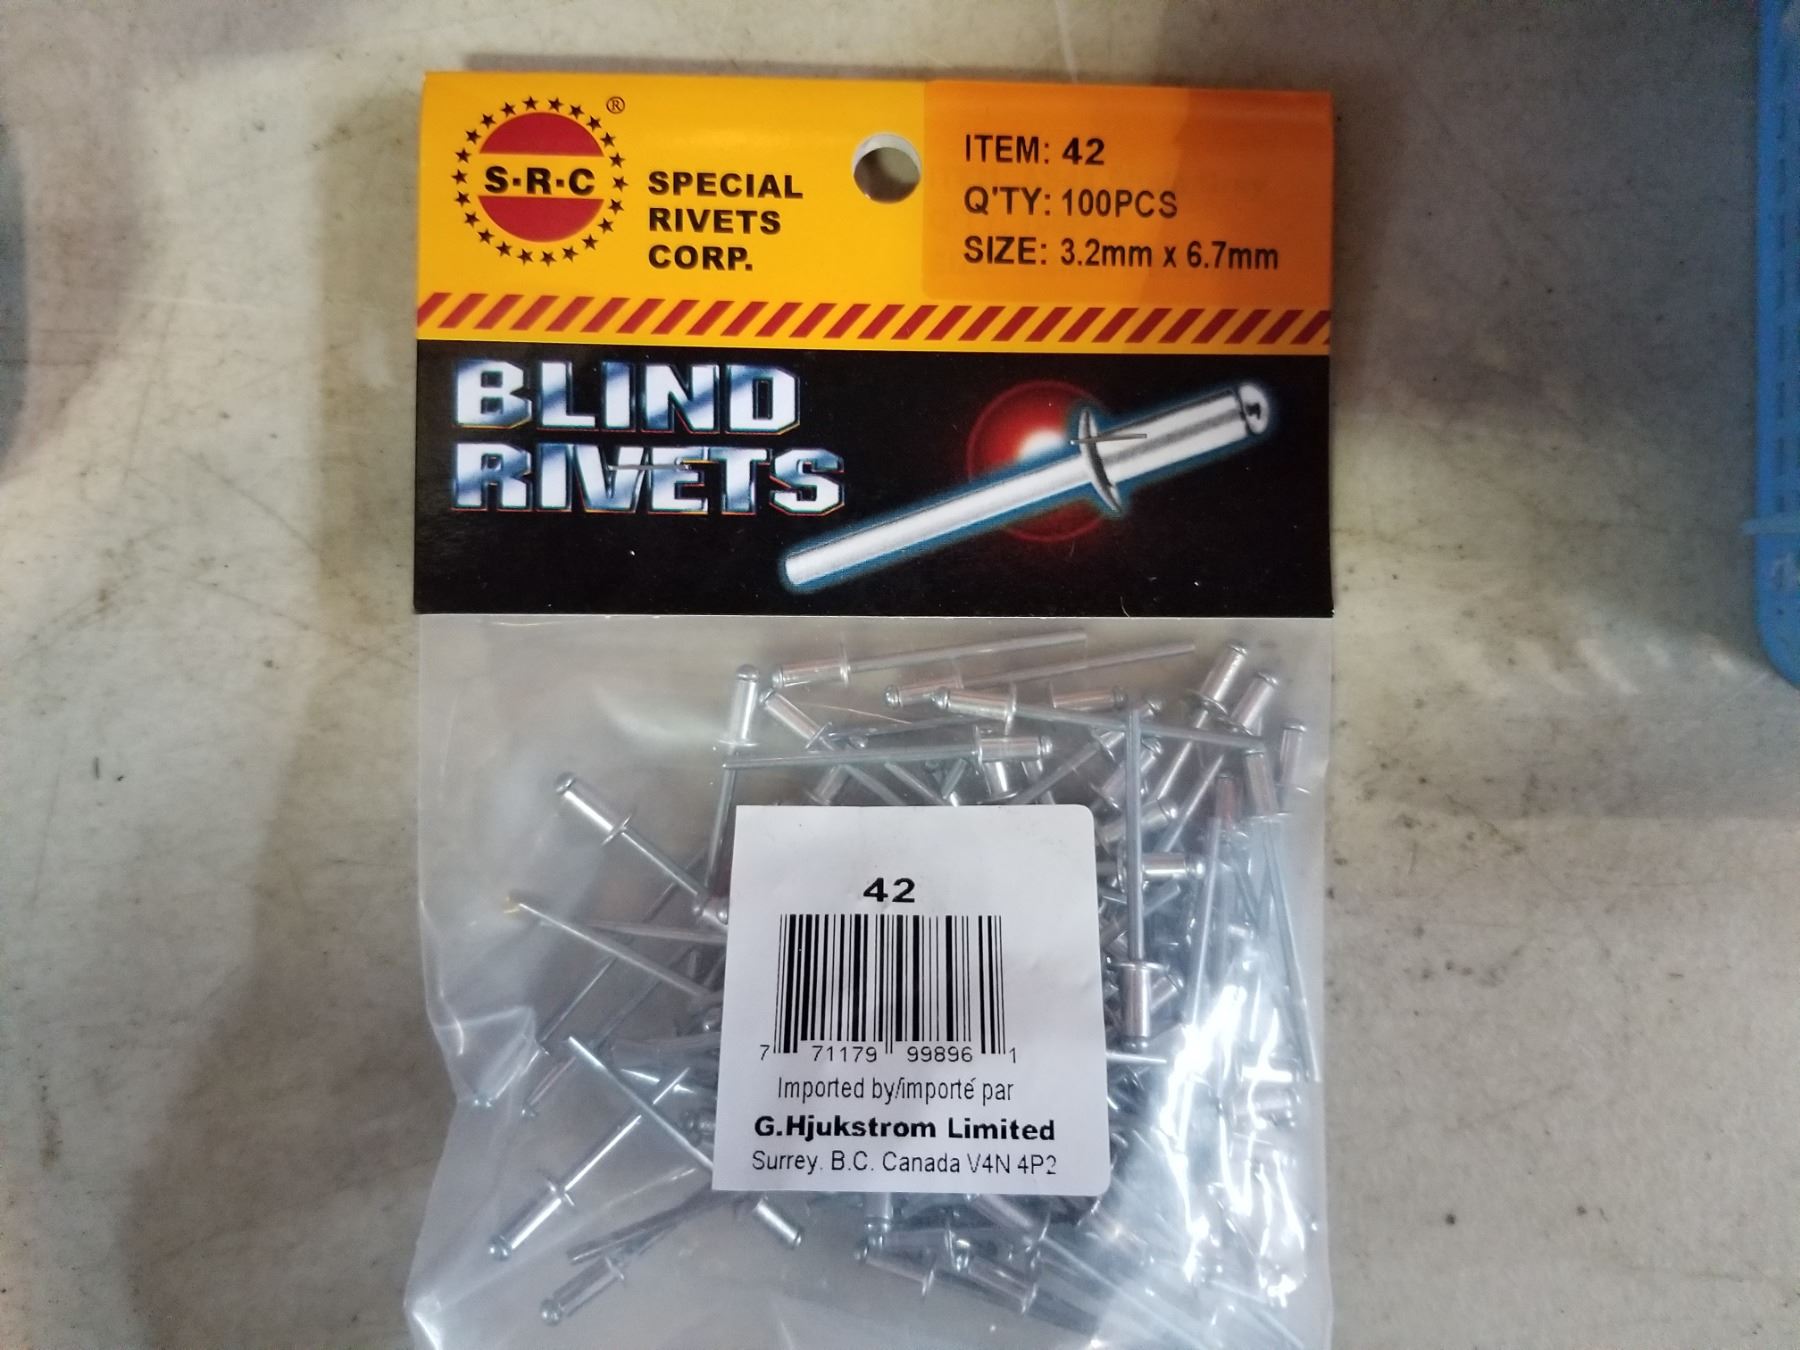 S·R·C ®
SPECIAL
RIVETS
CORP.
ITEM: 42
Q'TY: 100PCS
SIZE: 3.2mm x 6.7mm
BLIND
RIVETS
42
7 71179 99896 1
Imported by/importé par
G.Hjukstrom Limited
Surrey. B.C. Canada V4N 4P2